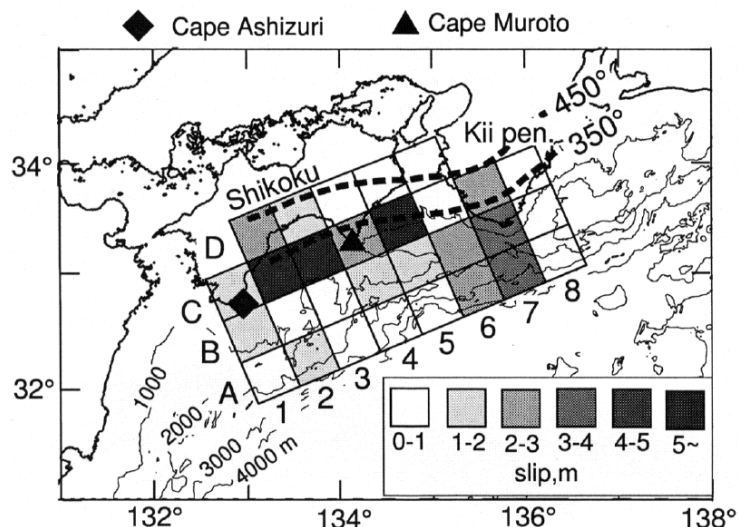 Cape Ashizuri Cape Muroto
450°
Kii pen.
350°
34°
Shikoku
D
C
B
A
1 2 3 4 5 6 7 8
32°
1000
2000
3000
4000 m
0-1 1-2 2-3 3-4 4-5 5~
slip,m
132° 134° 136° 138°